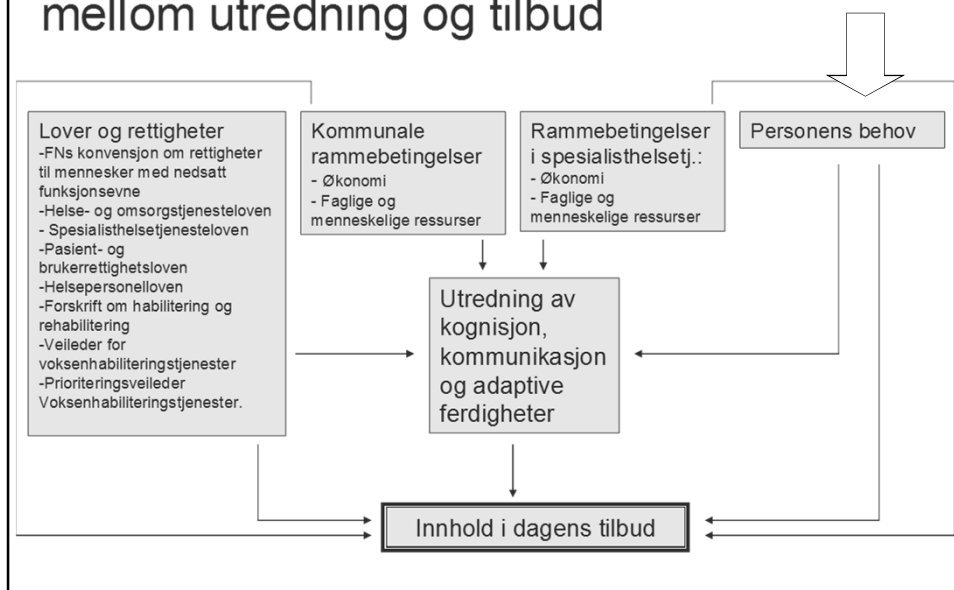 mellom utredning og tilbud
Lover og rettigheter
-FNs konvensjon om rettigheter
til mennesker med nedsatt
funksjonsevne
-Helse- og omsorgstjenesteloven
- Spesialisthelsetjenesteloven
-Pasient- og
brukerrettighetsloven
-Helsepersonelloven
-Forskrift om habilitering og
rehabilitering
-Veileder for
voksenhabiliteringstjenester
-Prioriteringsveileder
Voksenhabiliteringstjenester.
Kommunale
rammebetingelser
- Økonomi
- Faglige og
menneskelige ressurser
Rammebetingelser
i spesialisthelsetj.:
- Økonomi
- Faglige og
menneskelige ressurser
Personens behov
Utredning av
kognisjon,
kommunikasjon
og adaptive
ferdigheter
Innhold i dagens tilbud